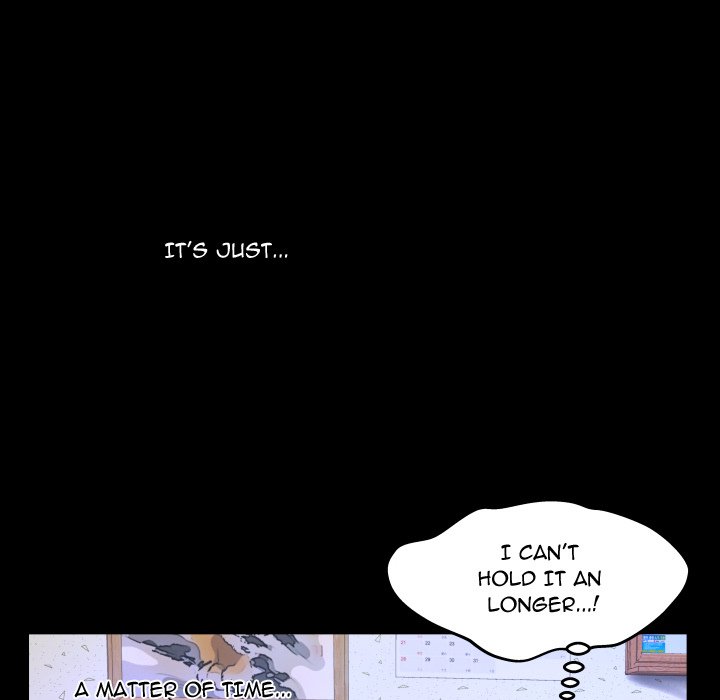 IT'S JUST...
I CAN'T
HOLD IT AN
LONGER...!
A MATTER OF TIME...